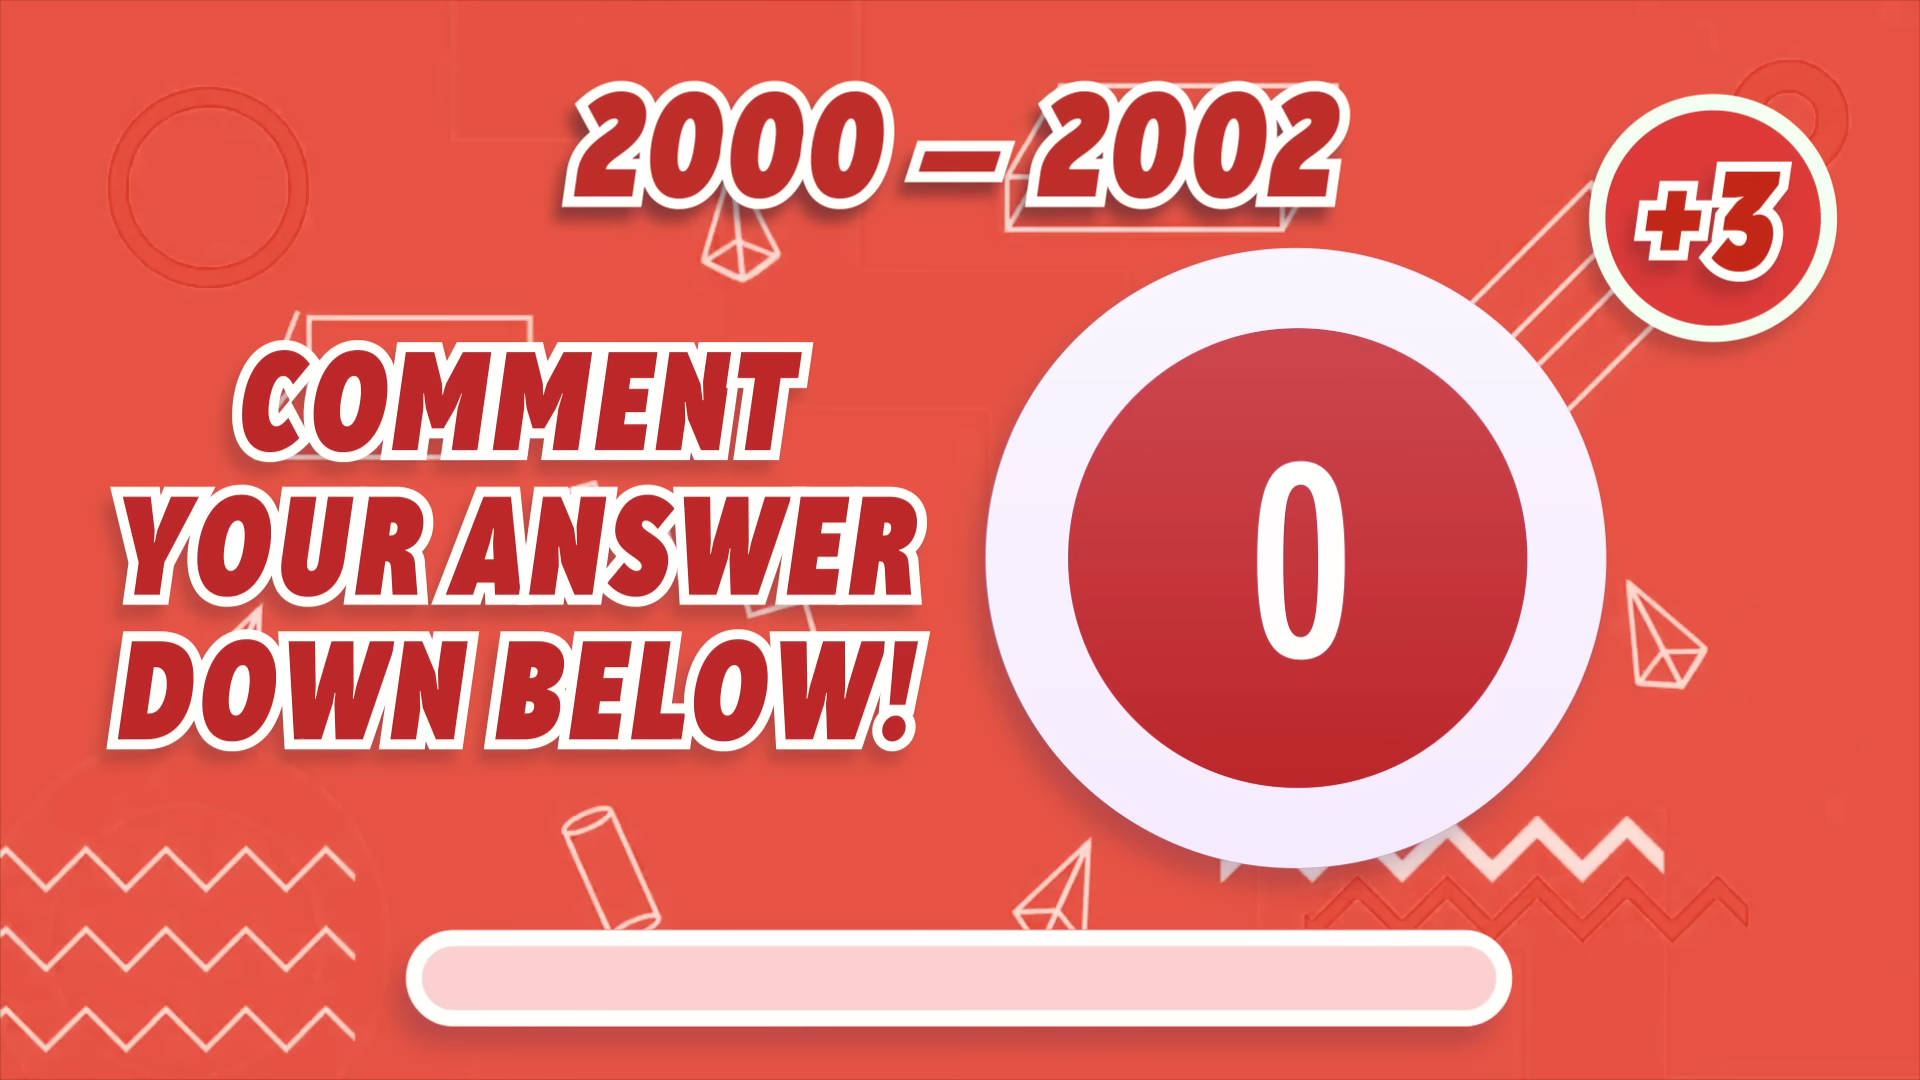 2000 – 2002
+3
COMMENT
YOUR ANSWER
DOWN BELOW!
0